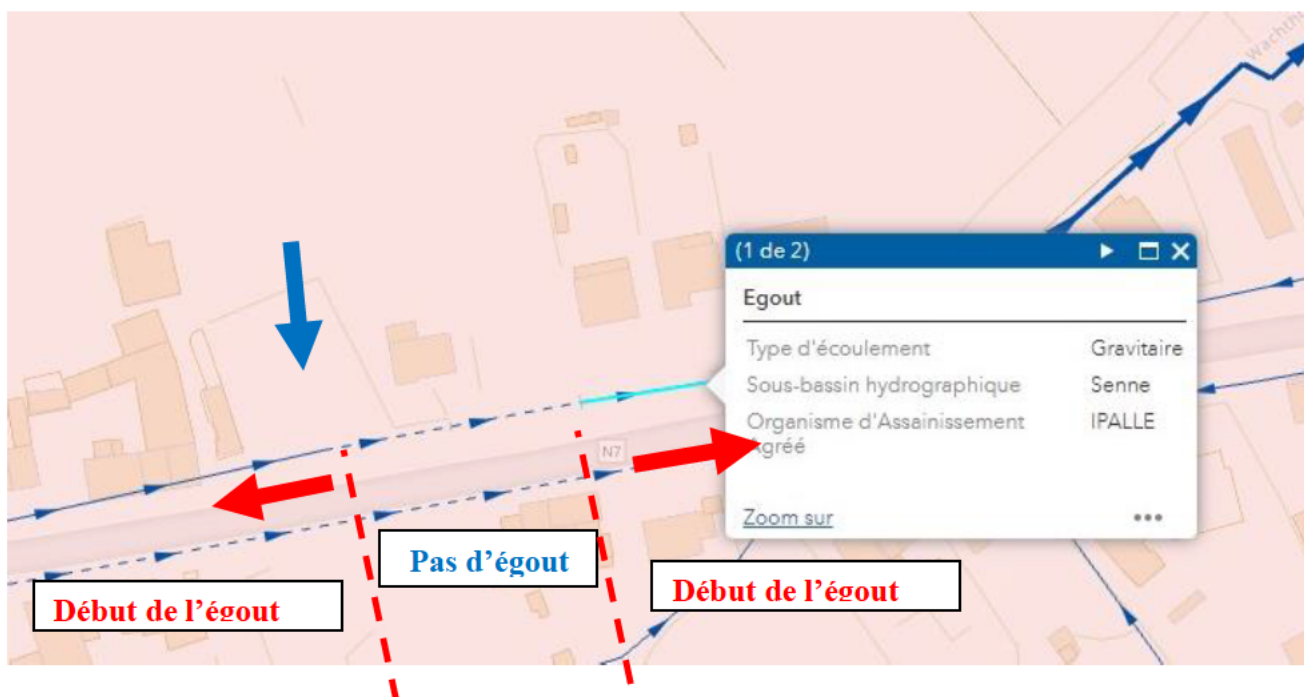 Wachthu
(1 de 2)
Egout
Type d'écoulement Gravitaire
Sous-bassin hydrographique Senne
Organisme d'Assainissement IPALLE
Agréé
N7
Zoom sur
Pas d'égout
Début de l'égout
Début de l'égout